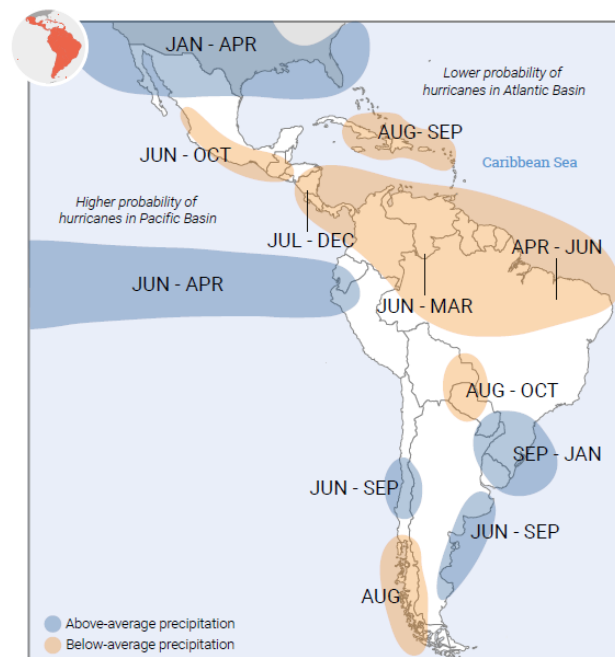 JAN - APR
Lower probability of
hurricanes in Atlantic Basin
AUG- SEP
JUN - OCT
Caribbean Sea
Higher probability of
hurricanes in Pacific Basin
JUL - DEC
APR - JUN
JUN - APR
JUN - MAR
AUG - OCT
SEP - JAN
JUN - SEP
JUN - SEP
AUG
Above-average precipitation
Below-average precipitation